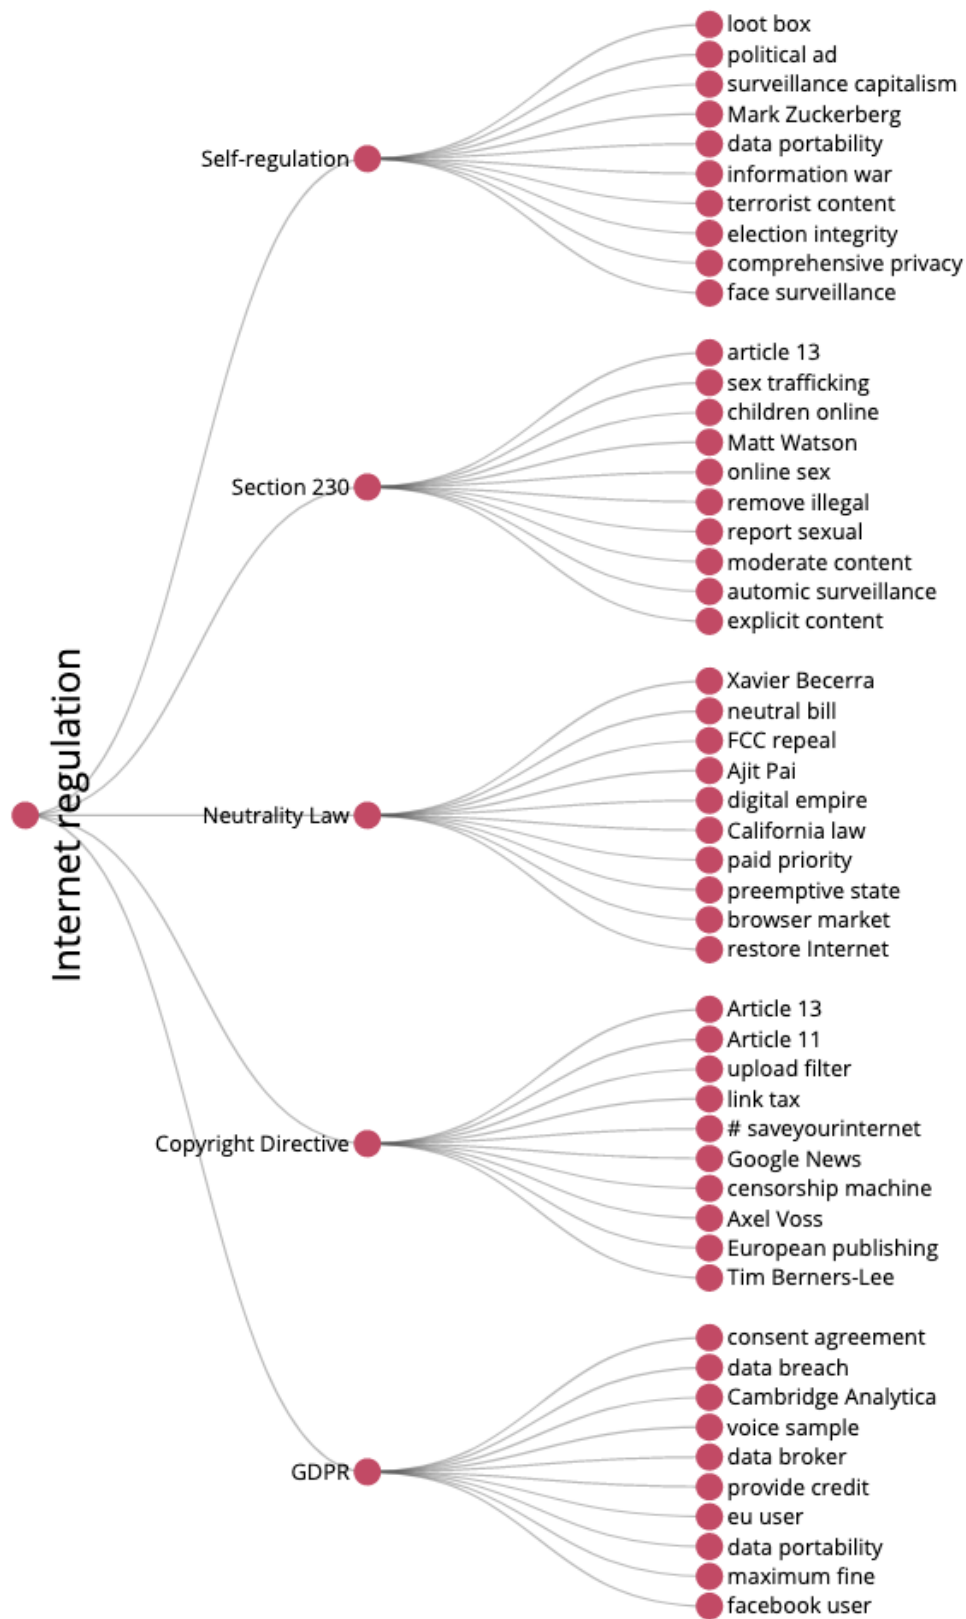 Internet regulation
Self-regulation
loot box
political ad
surveillance capitalism
Mark Zuckerberg
data portability
information war
terrorist content
election integrity
comprehensive privacy
face surveillance
Section 230
article 13
sex trafficking
children online
Matt Watson
online sex
remove illegal
report sexual
moderate content
automic surveillance
explicit content
Neutrality Law
Xavier Becerra
neutral bill
FCC repeal
Ajit Pai
digital empire
California law
paid priority
preemptive state
browser market
restore Internet
Copyright Directive
Article 13
Article 11
upload filter
link tax
# saveyourinternet
Google News
censorship machine
Axel Voss
European publishing
Tim Berners-Lee
GDPR
consent agreement
data breach
Cambridge Analytica
voice sample
data broker
provide credit
eu user
data portability
maximum fine
facebook user